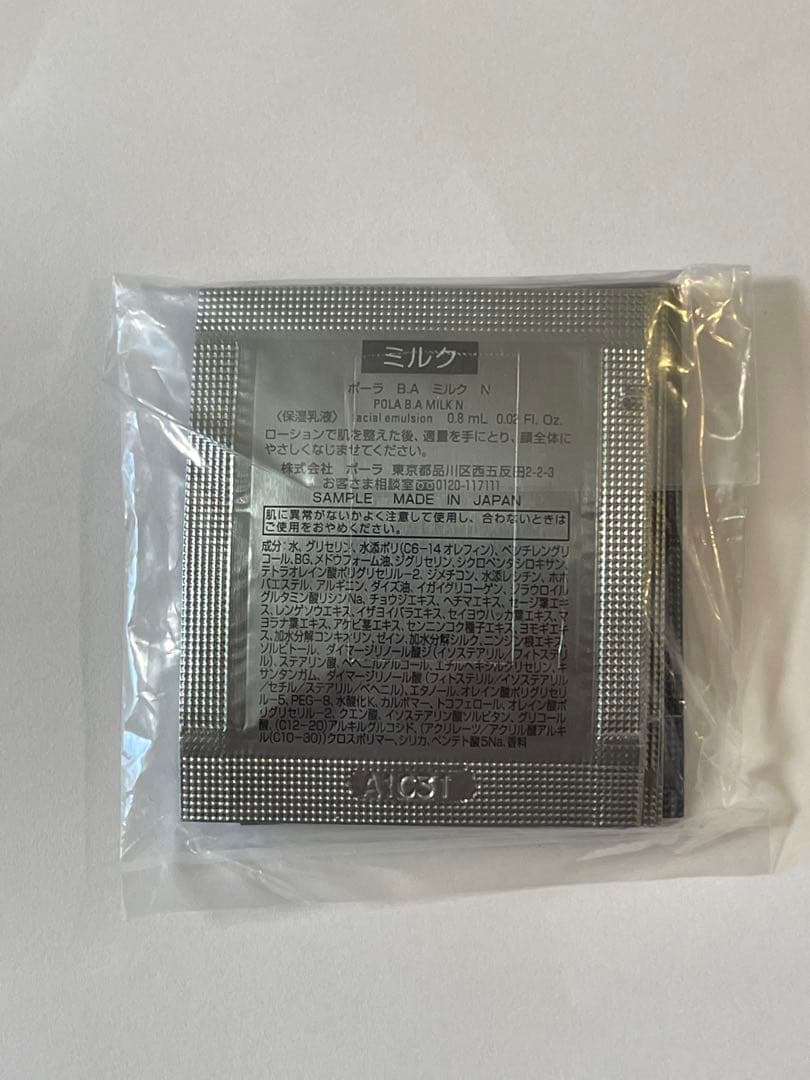 ミルク
ポーラ B.A ミルク N
POLA B.A MILK N
〈保湿乳液〉 facial emulsion 0.8 mL 0.02 Fl. Oz.
ローションで肌を整えた後、適量を手にとり、顔全体に
やさしくなじませてください。
株式会社 ポーラ 東京都品川区西五反田2-2-3
お客さま相談室 0120-117111
SAMPLE MADE IN JAPAN
肌に異常がないかよく注意して使用し、合わないときは
ご使用をおやめください。
成分:水、グリセリン、水添ポリ(C6-14 オレフィン)、ペンチレングリ
コール、BG、メドウフォーム油、ジグリセリン、シクロペンタシロキサン、
テトラオレイン酸ポリグリセリル-2、ジメチコン、水添レシチン、ホホ
バエステル、アルギニン、ダイズ油、イガイグリコーゲン、ラウロイル
グルタミン酸リシンNa、チョウジエキス、ヘチマエキス、セージ葉エキ
ス、レンゲソウエキス、イザヨイバラエキス、セイヨウハッカ葉エキス、マ
ヨラナ葉エキス、アケビ茎エキス、センニンコウ種子エキス、ヨモギエキ
ス、加水分解コンキオリン、ゼイン、加水分解シルク、ニンジン根エキス、
ソルビトール、ダイマージリノール酸ジ(イソステアリル/フィトステリ
ル)、ステアリン酸、ベヘニルアルコール、エチルヘキシルグリセリン、キ
サンタンガム、ダイマージリノール酸(フィトステリル/イソステアリル
/セチル/ステアリル/ベヘニル)、エタノール、オレイン酸ポリグリセリ
ル-5、PEG-8、水酸化K、カルボマー、トコフェロール、オレイン酸ポ
リグリセリル-2、クエン酸、イソステアリン酸ソルビタン、グリコール
酸、(C12-20)アルキルグルコシド、(アクリレーツ/アクリル酸アルキ
ル(C10-30))クロスポリマー、シリカ、ペンテト酸5Na、香料
A1C31